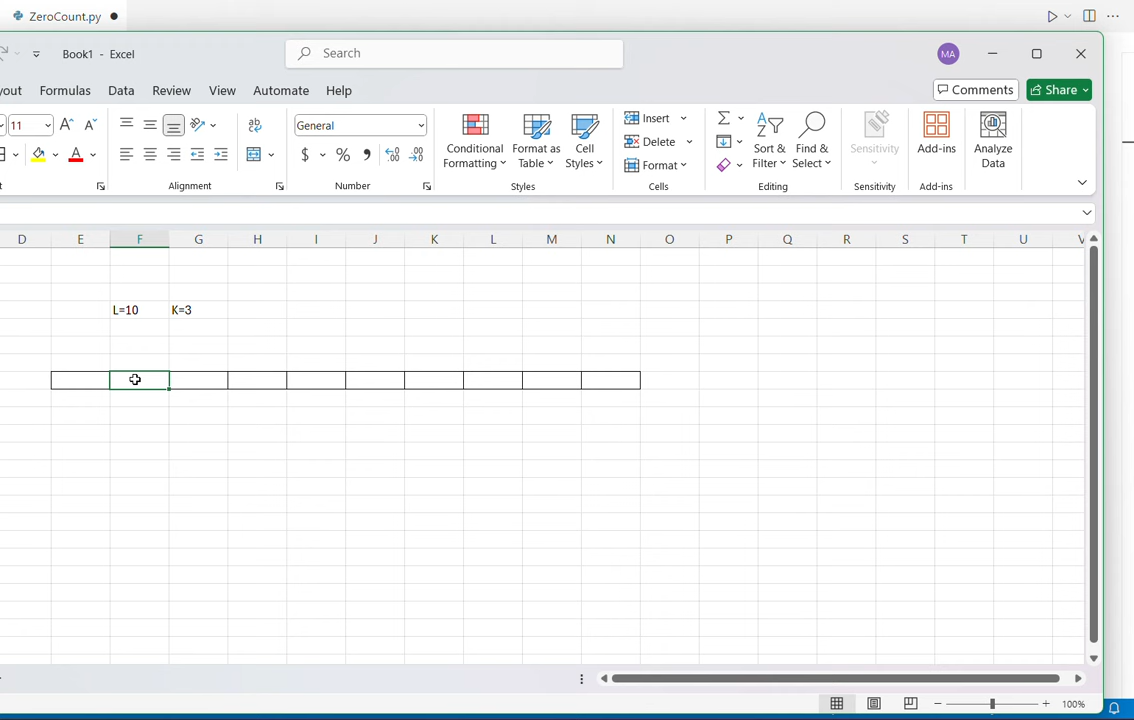 ZeroCount.py
Book1 - Excel
Search
MA
yout Formulas Data Review View Automate Help
Comments Share
11 General Conditional Formatting Format as Table Cell Styles Insert Delete Format Sort & Filter Find & Select Sensitivity Add-ins Analyze Data
$ % ,
t Alignment Number Styles Cells Editing Sensitivity Add-ins
D E F G H I J K L M N O P Q R S T U V
L=10 K=3
100%